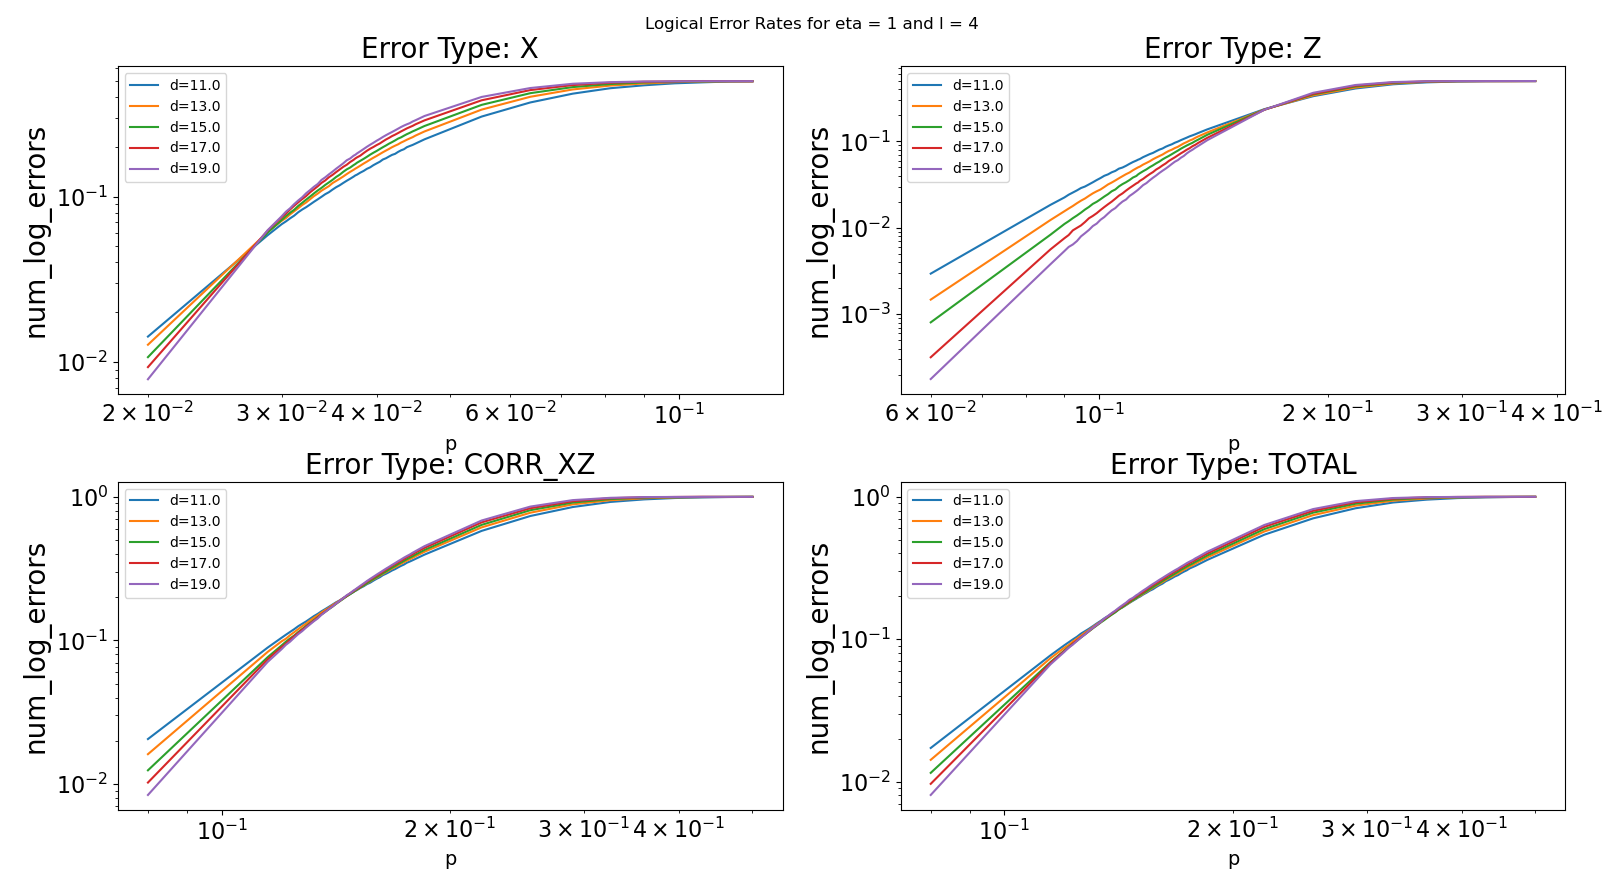 Logical Error Rates for eta = 1 and l = 4
Error Type: X
num_log_errors
10⁻¹
10⁻²
d=11.0
d=13.0
d=15.0
d=17.0
d=19.0
2 × 10⁻² 3 × 10⁻² 4 × 10⁻² 6 × 10⁻² 10⁻¹
p
Error Type: Z
num_log_errors
10⁻¹
10⁻²
10⁻³
d=11.0
d=13.0
d=15.0
d=17.0
d=19.0
6 × 10⁻² 10⁻¹ 2 × 10⁻¹ 3 × 10⁻¹ 4 × 10⁻¹
p
Error Type: CORR_XZ
num_log_errors
10⁰
10⁻¹
10⁻²
d=11.0
d=13.0
d=15.0
d=17.0
d=19.0
10⁻¹ 2 × 10⁻¹ 3 × 10⁻¹ 4 × 10⁻¹
p
Error Type: TOTAL
num_log_errors
10⁰
10⁻¹
10⁻²
d=11.0
d=13.0
d=15.0
d=17.0
d=19.0
10⁻¹ 2 × 10⁻¹ 3 × 10⁻¹ 4 × 10⁻¹
p